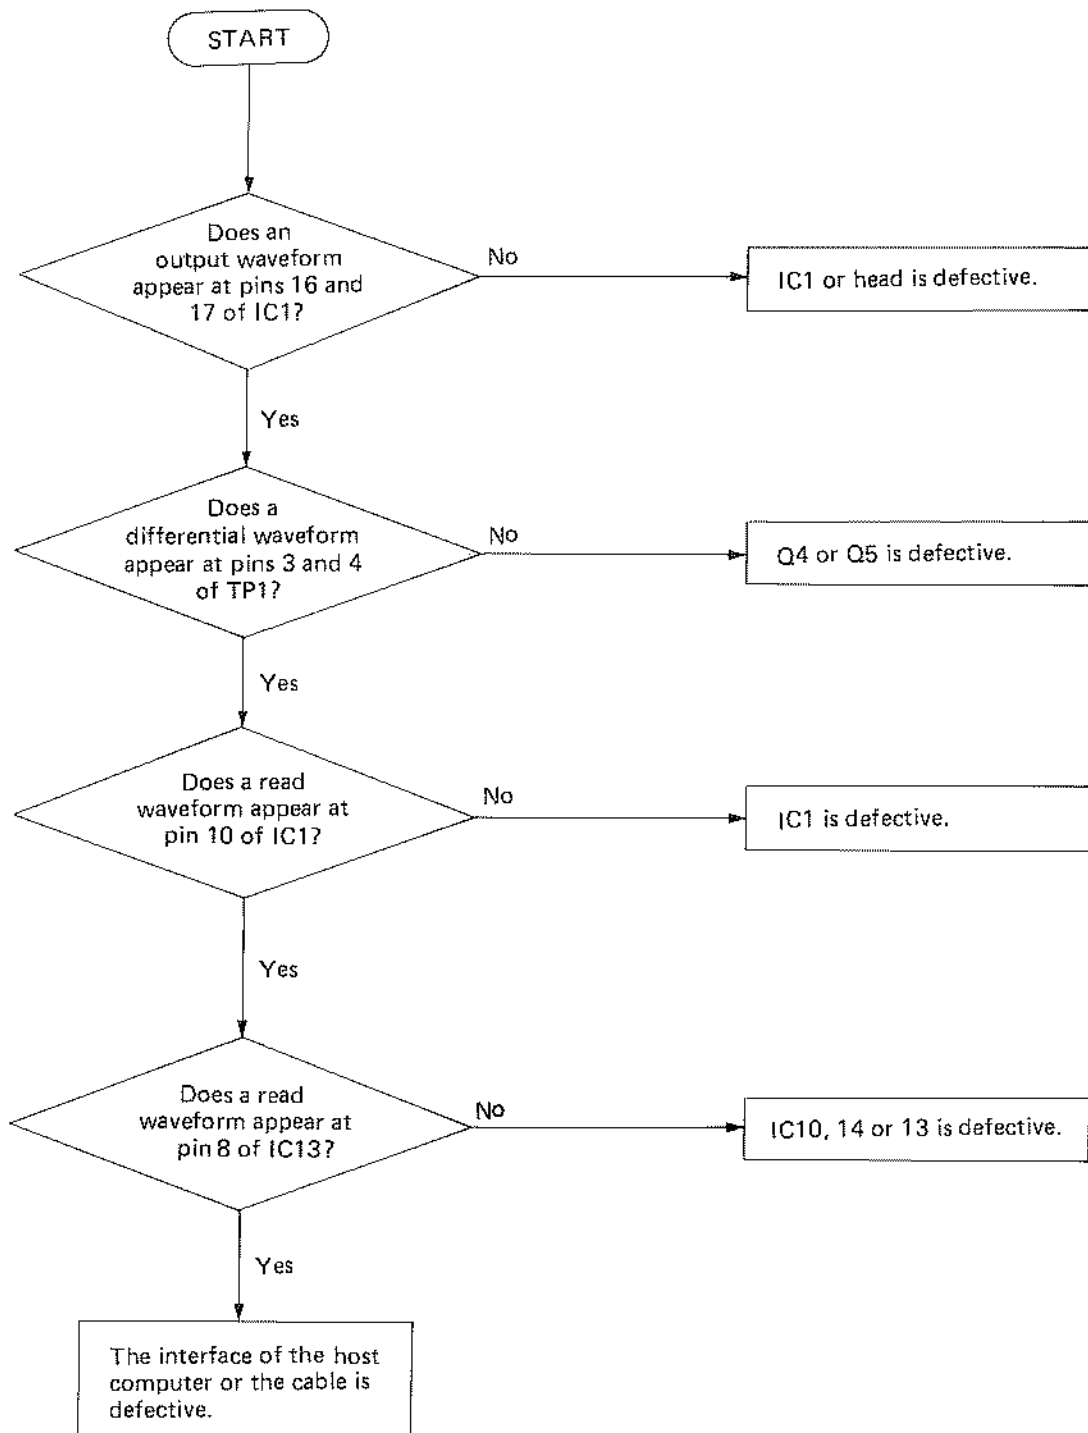 START
Does an
output waveform
appear at pins 16 and
17 of IC1?
No
IC1 or head is defective.
Yes
Does a
differential waveform
appear at pins 3 and 4
of TP1?
No
Q4 or Q5 is defective.
Yes
Does a read
waveform appear at
pin 10 of IC1?
No
IC1 is defective.
Yes
Does a read
waveform appear at
pin 8 of IC13?
No
IC10, 14 or 13 is defective.
Yes
The interface of the host
computer or the cable is
defective.